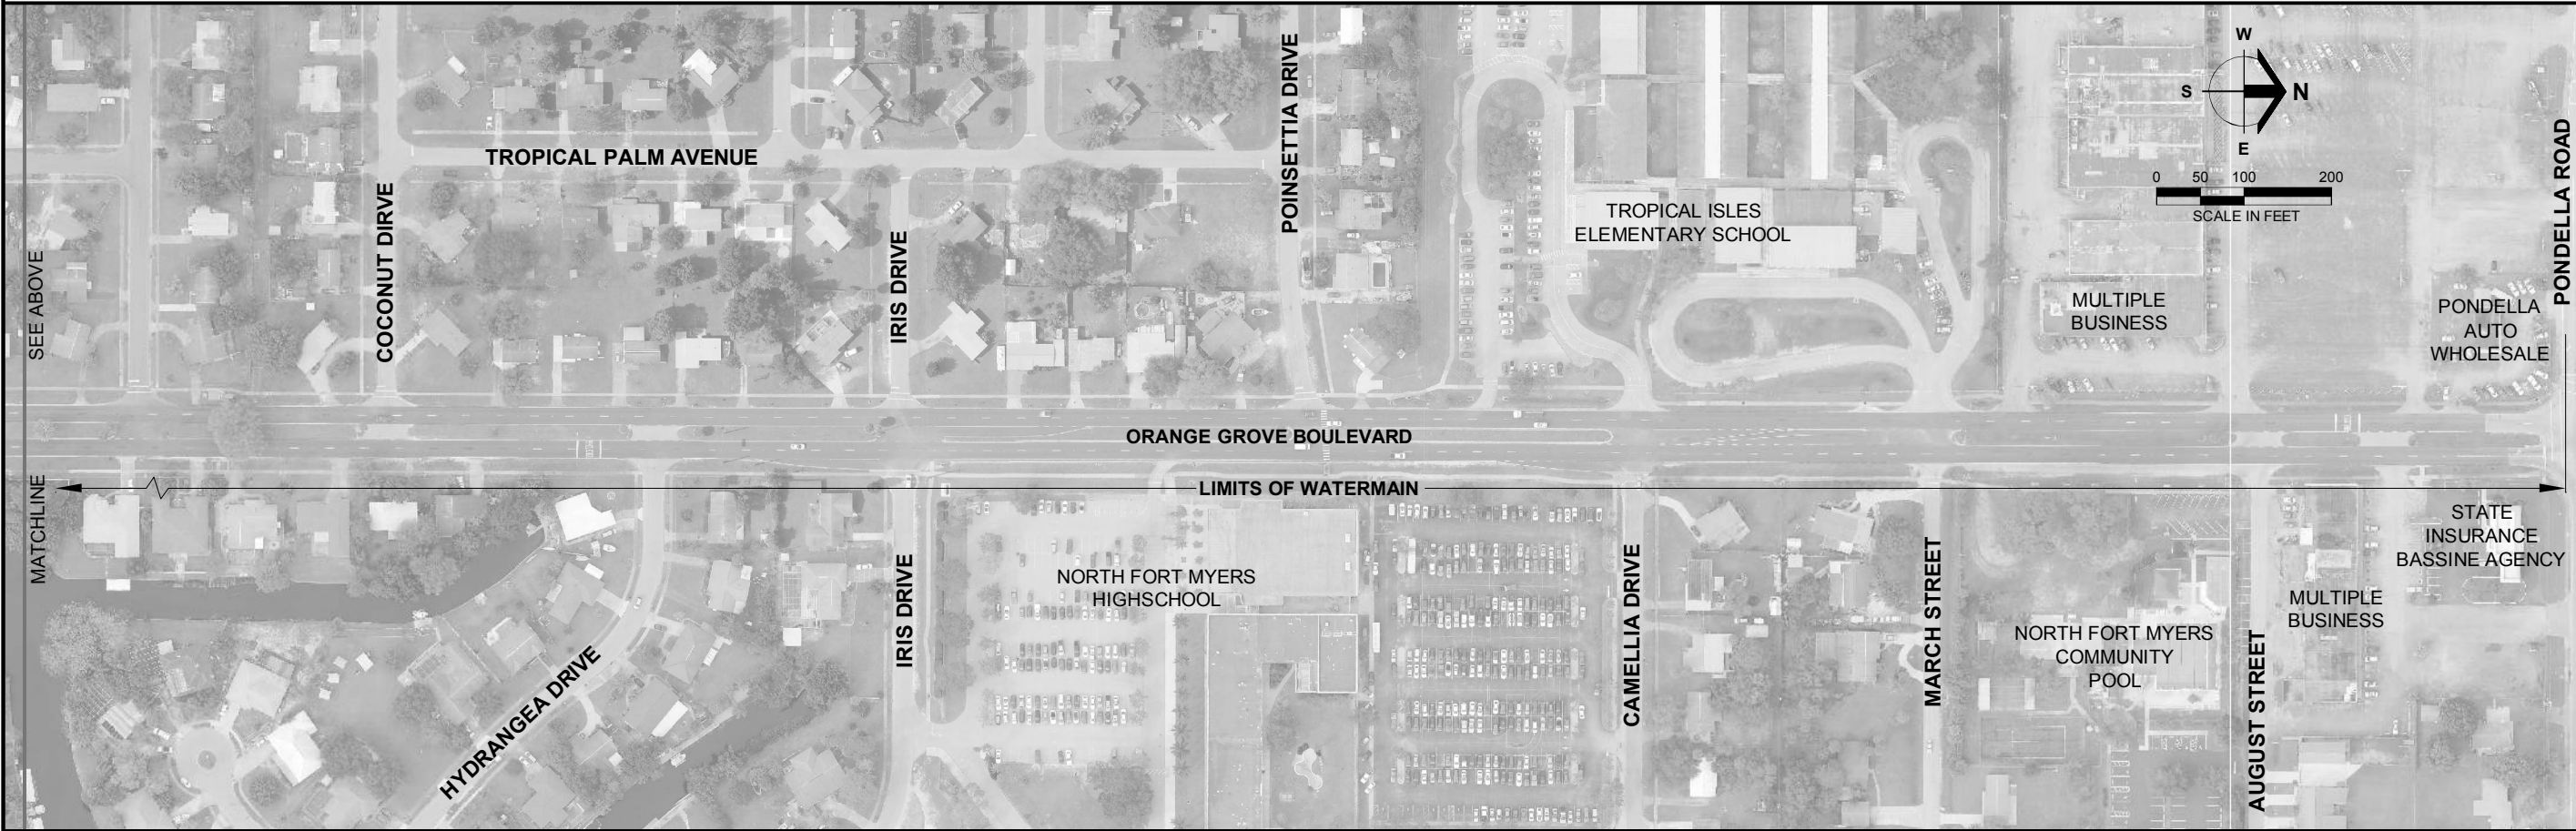 W
S
N
E
0 50 100 200
SCALE IN FEET
TROPICAL PALM AVENUE
COCONUT DIRVE
IRIS DRIVE
POINSETTIA DRIVE
PONDELLA ROAD
TROPICAL ISLES
ELEMENTARY SCHOOL
MULTIPLE
BUSINESS
PONDELLA
AUTO
WHOLESALE
SEE ABOVE
MATCHLINE
ORANGE GROVE BOULEVARD
LIMITS OF WATERMAIN
HYDRANGEA DRIVE
IRIS DRIVE
NORTH FORT MYERS
HIGHSCHOOL
CAMELLIA DRIVE
MARCH STREET
NORTH FORT MYERS
COMMUNITY
POOL
AUGUST STREET
MULTIPLE
BUSINESS
STATE
INSURANCE
BASSINE AGENCY